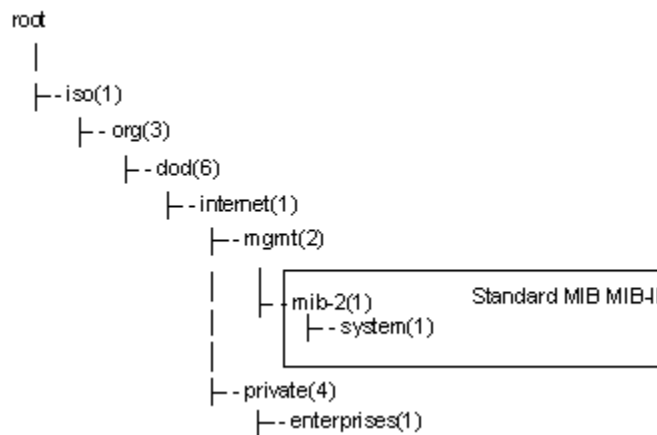 root
iso(1)
org(3)
dod(6)
internet(1)
mgmt(2)
mib-2(1) Standard MIB MIB-II
system(1)
private(4)
enterprises(1)